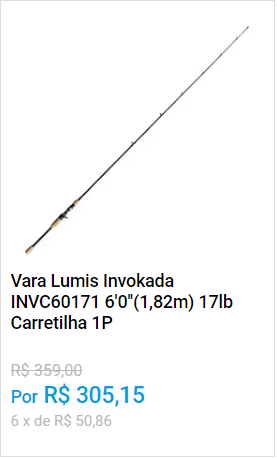 Vara Lumis Invokada
INVC60171 6'0"(1,82m) 17lb
Carretilha 1P
R$ 359,00
Por R$ 305,15
6 x de R$ 50,86